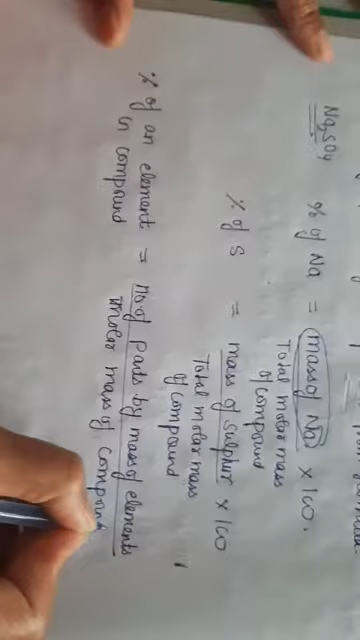 Na2SO4
% of Na = mass of Na × 100.
Total molar mass
of compound
% of S = mass of sulphur × 100
Total molar mass
of compound
% of an element = no. of parts by mass of elements
in compound molar mass of compound